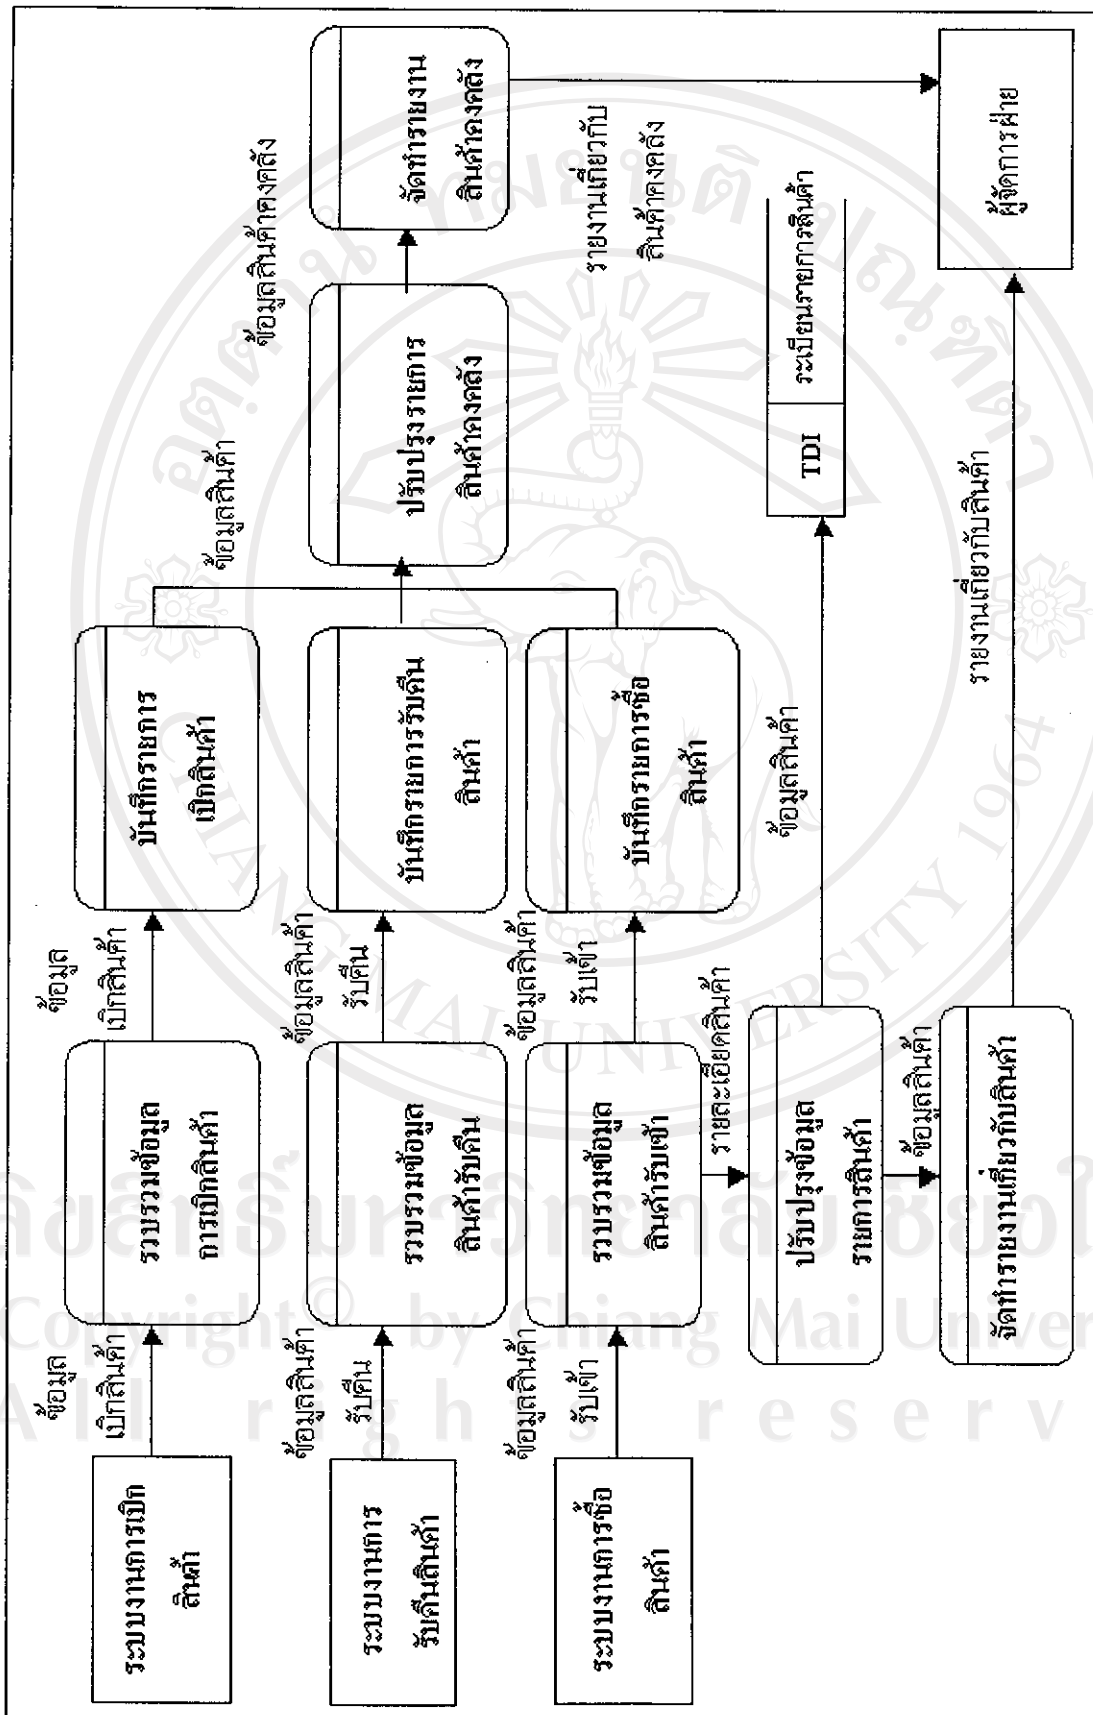 ระบบงานการเบิก
สินค้า
ข้อมูล
เบิกสินค้า
รวบรวมข้อมูล
การเบิกสินค้า
ข้อมูล
เบิกสินค้า
บันทึกรายการ
เบิกสินค้า
ข้อมูลสินค้า
ระบบงานการ
รับคืนสินค้า
ข้อมูลสินค้า
รับคืน
รวบรวมข้อมูล
สินค้ารับคืน
ข้อมูลสินค้า
รับคืน
บันทึกรายการรับคืน
สินค้า
ปรับปรุงรายการ
สินค้าคงคลัง
ข้อมูลสินค้าคงคลัง
จัดทำรายงาน
สินค้าคงคลัง
ระบบงานการซื้อ
สินค้า
ข้อมูลสินค้า
รับเข้า
รวบรวมข้อมูล
สินค้ารับเข้า
ข้อมูลสินค้า
รับเข้า
บันทึกรายการซื้อ
สินค้า
รายงานเกี่ยวกับ
สินค้าคงคลัง
รายละเอียดสินค้า
ปรับปรุงข้อมูล
รายการสินค้า
ข้อมูลสินค้า
TDI
ระเบียนรายการสินค้า
ข้อมูลสินค้า
จัดทำรายงานเกี่ยวกับสินค้า
รายงานเกี่ยวกับสินค้า
ผู้จัดการฝ่าย
CHIANG MAI UNIVERSITY 1964
Copyright© by Chiang Mai Univer
All rights reserv